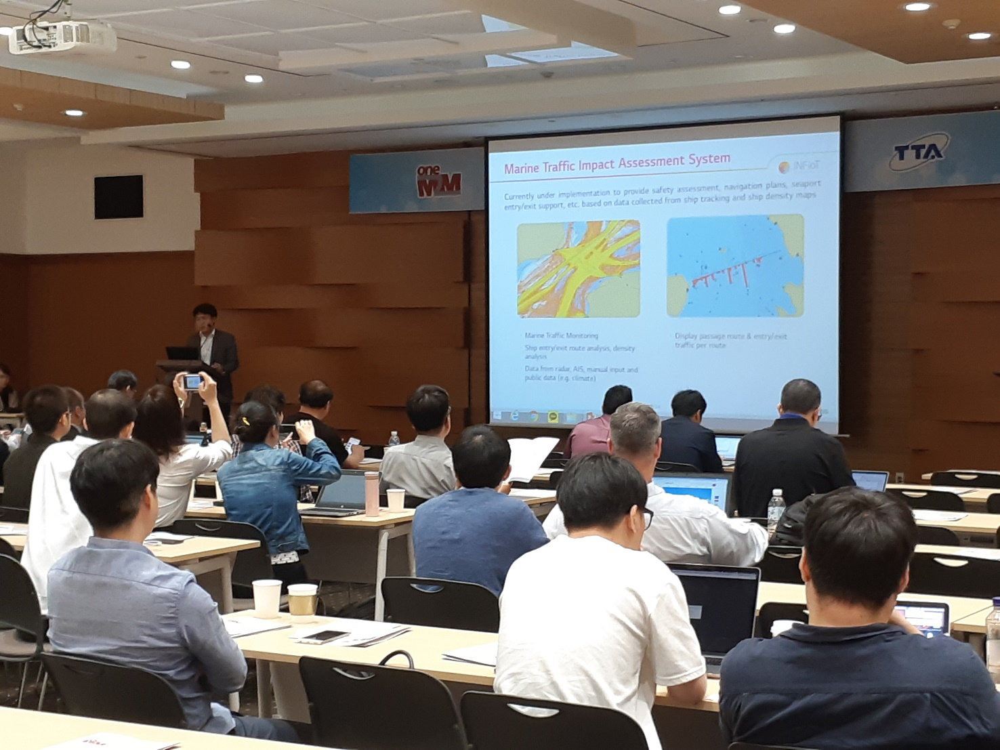 one
M2M
TTA
Marine Traffic Impact Assessment System
INFIoT
Currently under implementation to provide safety assessment, navigation plans, seaport
entry/exit support, etc. based on data collected from ship tracking and ship density maps
Marine Traffic Monitoring
Ship entry/exit route analysis, density
analysis
Data from radar, AIS, manual input and
public data (e.g. climate)
Display passage route & entry/exit
traffic per route